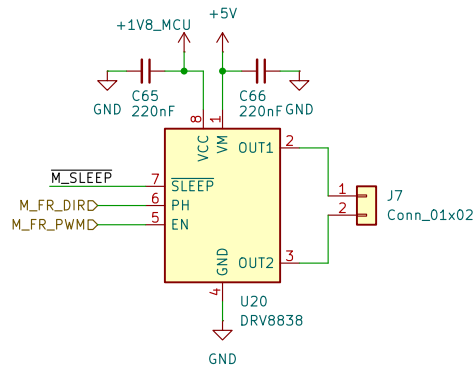 +5V
+1V8_MCU
C65
220nF
C66
220nF
GND
GND
8
1
VCC
VM
OUT1
2
M_SLEEP
7
SLEEP
M_FR_DIR
6
PH
M_FR_PWM
5
EN
1
2
J7
Conn_01x02
GND
OUT2
3
4
U20
DRV8838
GND